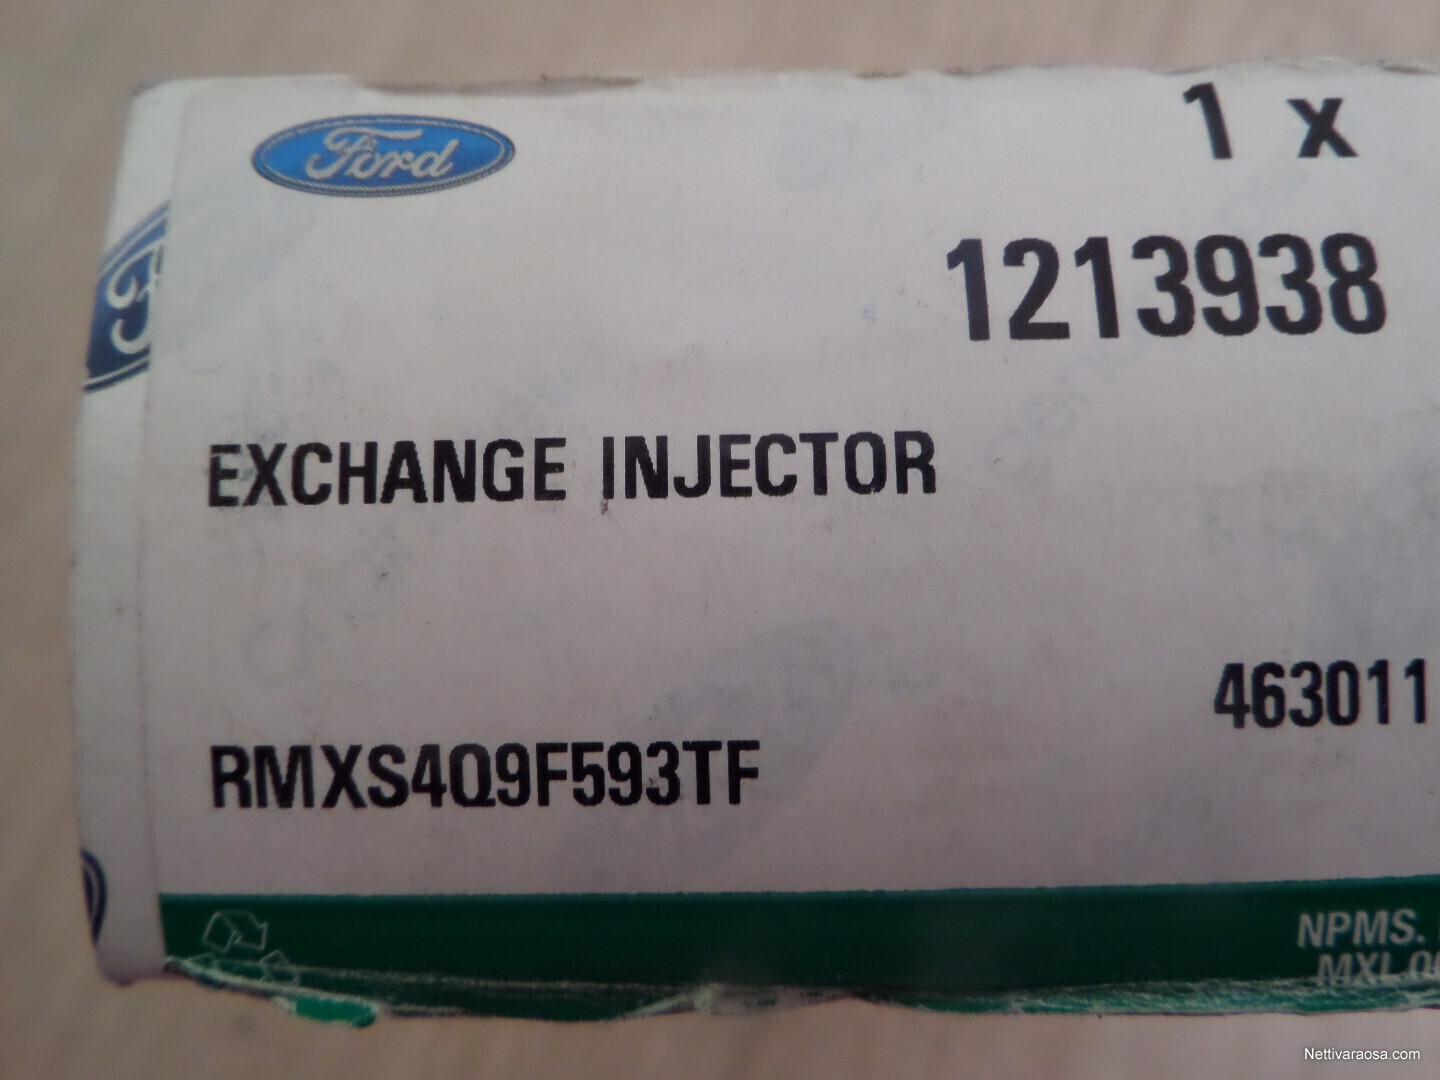 Ford
1 x
1213938
EXCHANGE INJECTOR
463011
RMXS4Q9F593TF
NPMS.
Nettivaraosa.com